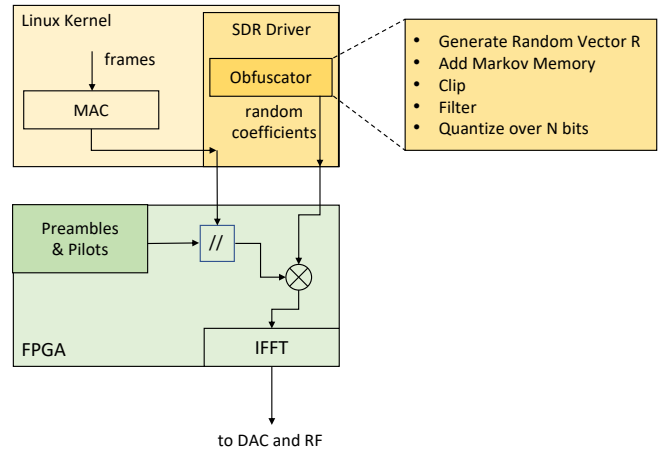 Linux Kernel
SDR Driver
frames
MAC
Obfuscator
random
coefficients
• Generate Random Vector R
• Add Markov Memory
• Clip
• Filter
• Quantize over N bits
Preambles
& Pilots
//
FPGA
IFFT
to DAC and RF